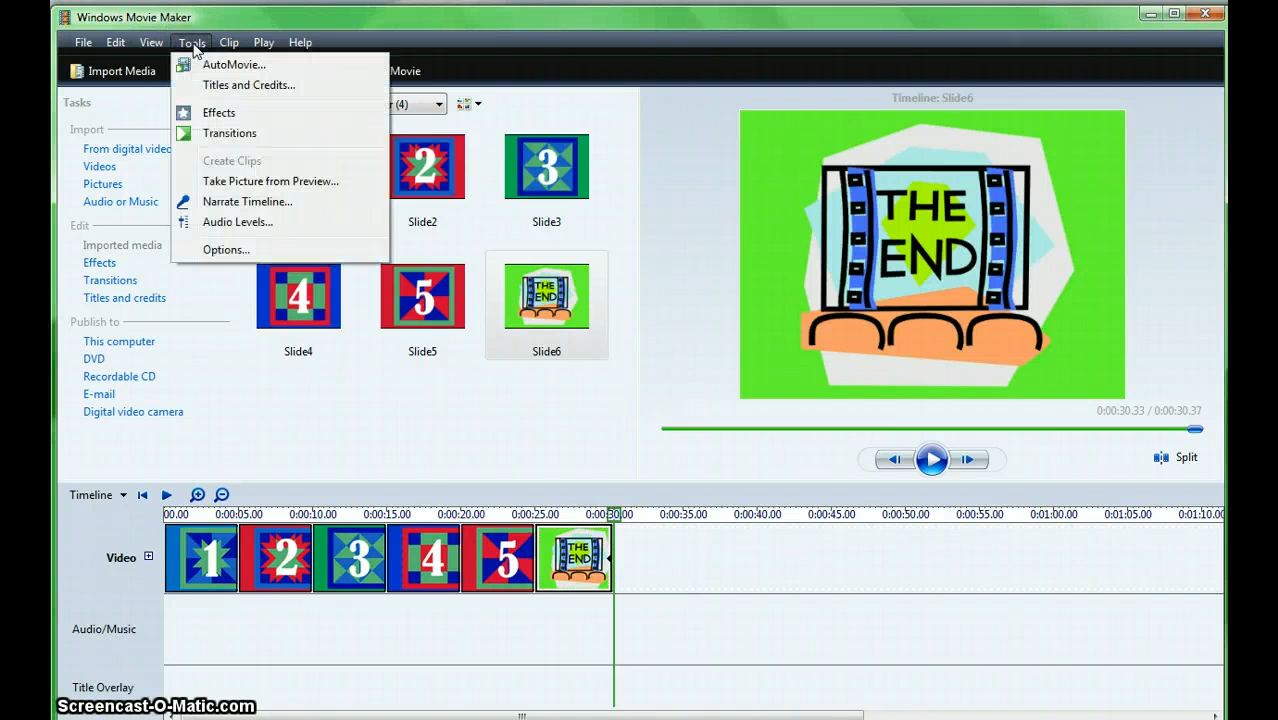 Windows Movie Maker
File Edit View Tools Clip Play Help
Import Media
Movie
AutoMovie...
Titles and Credits...
Effects
Transitions
Create Clips
Take Picture from Preview...
Narrate Timeline...
Audio Levels...
Options...
Tasks
Import
From digital video
Videos
Pictures
Audio or Music
Edit
Imported media
Effects
Transitions
Titles and credits
Publish to
This computer
DVD
Recordable CD
E-mail
Digital video camera
(4)
2
3
Slide2
Slide3
4
5
THE
END
Slide4
Slide5
Slide6
Timeline: Slide6
THE
END
0:00:30.33 / 0:00:30.37
Split
Timeline
00.00 0:00:05.00 0:00:10.00 0:00:15.00 0:00:20.00 0:00:25.00 0:00:30.00 0:00:35.00 0:00:40.00 0:00:45.00 0:00:50.00 0:00:55.00 0:01:00.00 0:01:05.00 0:01:10.00
Video
1
2
3
4
5
THE
END
Audio/Music
Title Overlay
Screencast-O-Matic.com